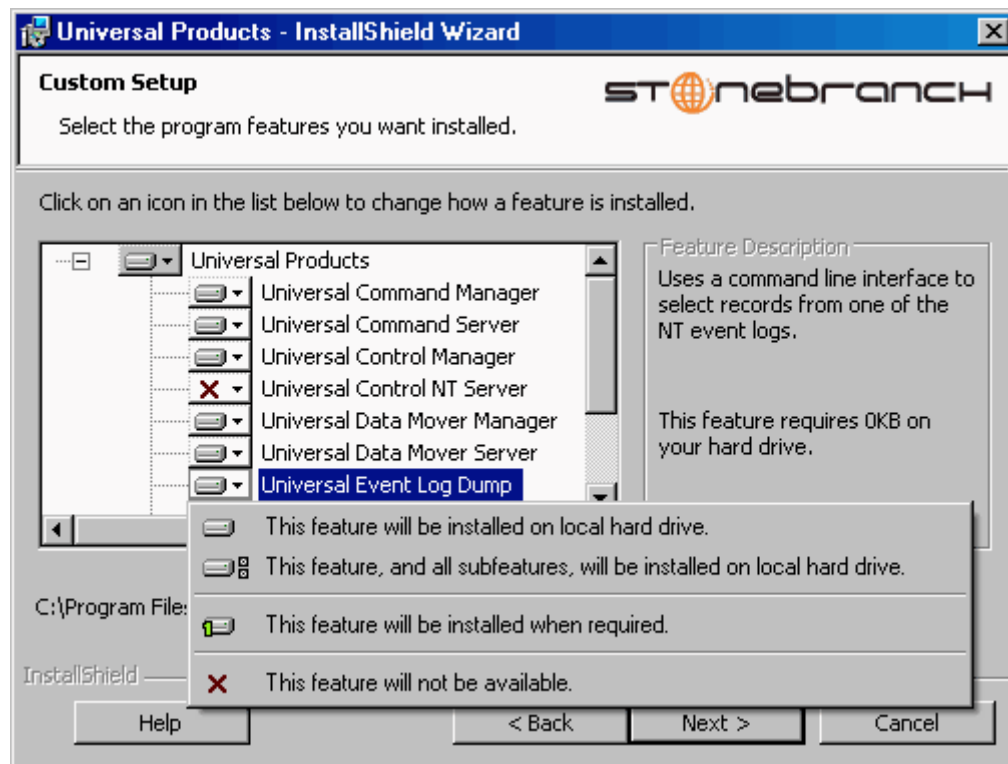 Universal Products - InstallShield Wizard
Custom Setup
STONEBRANCH
Select the program features you want installed.
Click on an icon in the list below to change how a feature is installed.
Universal Products
Universal Command Manager
Universal Command Server
Universal Control Manager
Universal Control NT Server
Universal Data Mover Manager
Universal Data Mover Server
Universal Event Log Dump
Feature Description
Uses a command line interface to
select records from one of the
NT event logs.
This feature requires 0KB on
your hard drive.
This feature will be installed on local hard drive.
This feature, and all subfeatures, will be installed on local hard drive.
This feature will be installed when required.
This feature will not be available.
C:\Program Files
InstallShield
Help
< Back
Next >
Cancel